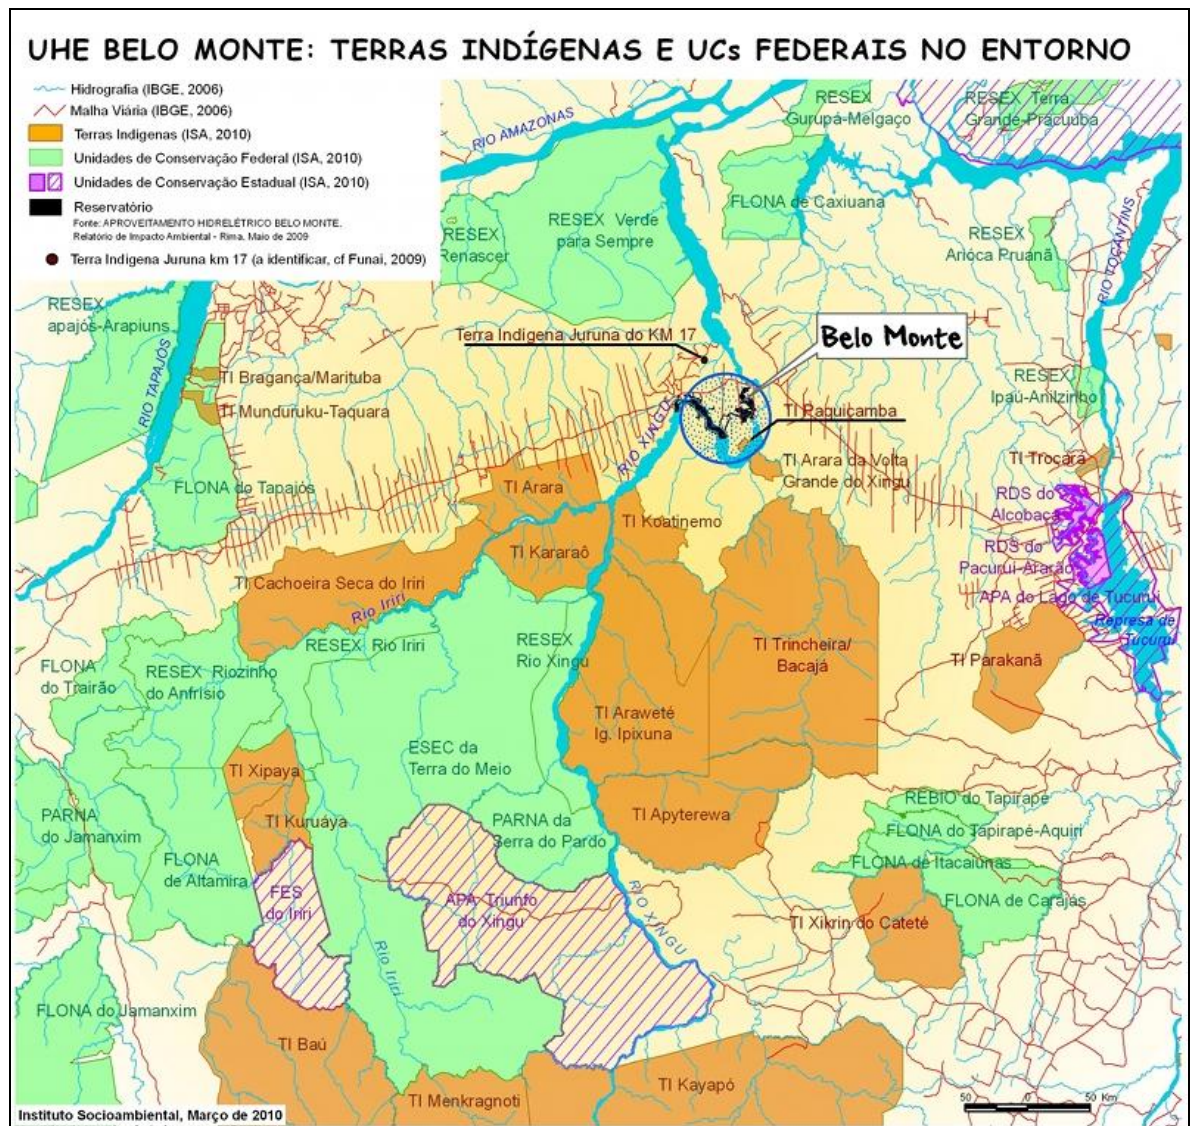 UHE BELO MONTE: TERRAS INDÍGENAS E UCs FEDERAIS NO ENTORNO
Hidrografia (IBGE, 2006)
Malha Viária (IBGE, 2006)
Terras Indígenas (ISA, 2010)
Unidades de Conservação Federal (ISA, 2010)
Unidades de Conservação Estadual (ISA, 2010)
Reservatório
Fonte: APROVEITAMENTO HIDRELÉTRICO BELO MONTE.
Relatório de Impacto Ambiental - Rima, Maio de 2009
Terra Indígena Juruna km 17 (a identificar, cf Funai, 2009)
RIO AMAZONAS
RESEX
Gurupá-Melgaço
RESEX Terra
Grande-Pracuúba
RESEX Verde
para Sempre
RESEX
Renascer
FLONA de Caxiuana
RESEX
Arióca Pruanã
RIO TOCANTINS
RESEX
apajós-Arapiuns
RIO TAPAJÓS
Terra Indígena Juruna do KM 17
Belo Monte
TI Bragança/Marituba
TI Munduruku-Taquara
RESEX
Ipaú-Anilzinho
RIO XINGU
TI Paquiçamba
TI Trocará
TI Arara da Volta
Grande do Xingu
FLONA do Tapajós
TI Arara
TI Koatinemo
RDS do
Alcobaça
TI Kararaô
RDS do
Pacuruí-Ararão
TI Cachoeira Seca do Iriri
Rio Iriri
APA do Lago de Tucuruí
Represa de
Tucuruí
RESEX Rio Iriri
RESEX
Rio Xingu
TI Trincheira/
Bacajá
TI Parakanã
FLONA
do Trairão
RESEX Riozinho
do Anfrísio
TI Araweté
Ig. Ipixuna
ESEC da
Terra do Meio
TI Xipaya
REBIO do Tapirapé
PARNA
do Jamanxim
TI Kuruáya
PARNA da
Serra do Pardo
TI Apyterewa
FLONA do Tapirapé-Aquiri
FLONA de Itacaiunas
FLONA
de Altamira
FES
do Iriri
APA Triunfo
do Xingu
RIO XINGU
FLONA de Carajás
TI Xikrin do Cateté
Rio Iriri
FLONA do Jamanxim
TI Baú
TI Kayapó
TI Menkragnoti
50 0 50 Km
Instituto Socioambiental, Março de 2010